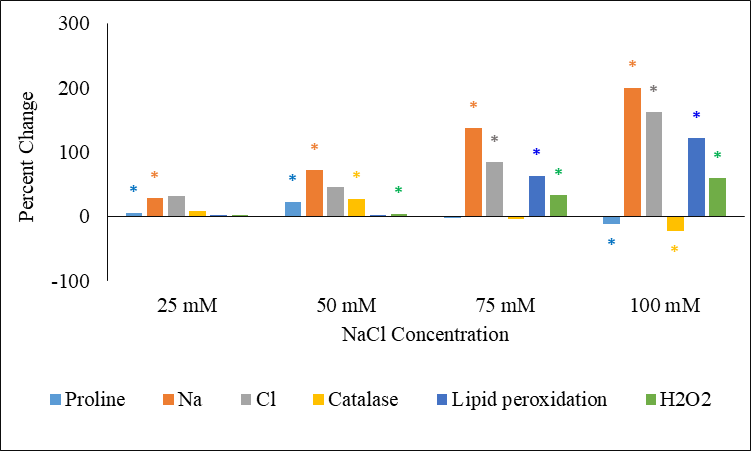 300
200
100
0
-100
Percent Change
* * * * * * * * * * * * * * * * *
25 mM 50 mM 75 mM 100 mM
NaCl Concentration
Proline Na Cl Catalase Lipid peroxidation H2O2